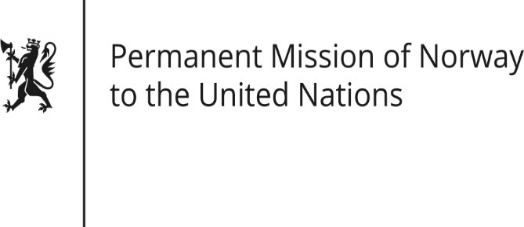 Permanent Mission of Norway
to the United Nations